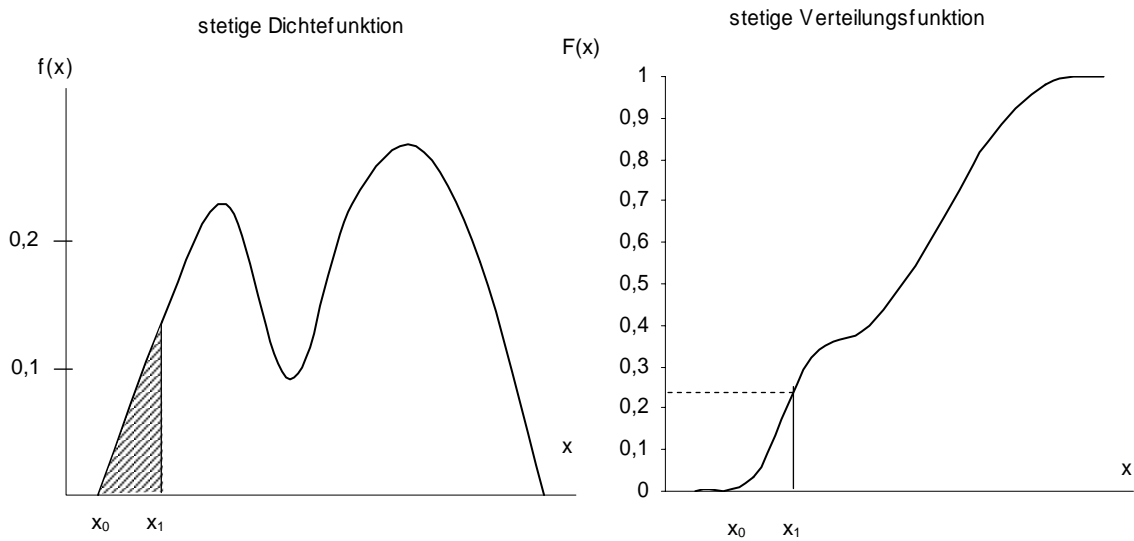 stetige Dichtefunktion
f(x)
0,2
0,1
x
x0 x1
stetige Verteilungsfunktion
F(x)
1
0,9
0,8
0,7
0,6
0,5
0,4
0,3
0,2
0,1
0
x
x0 x1